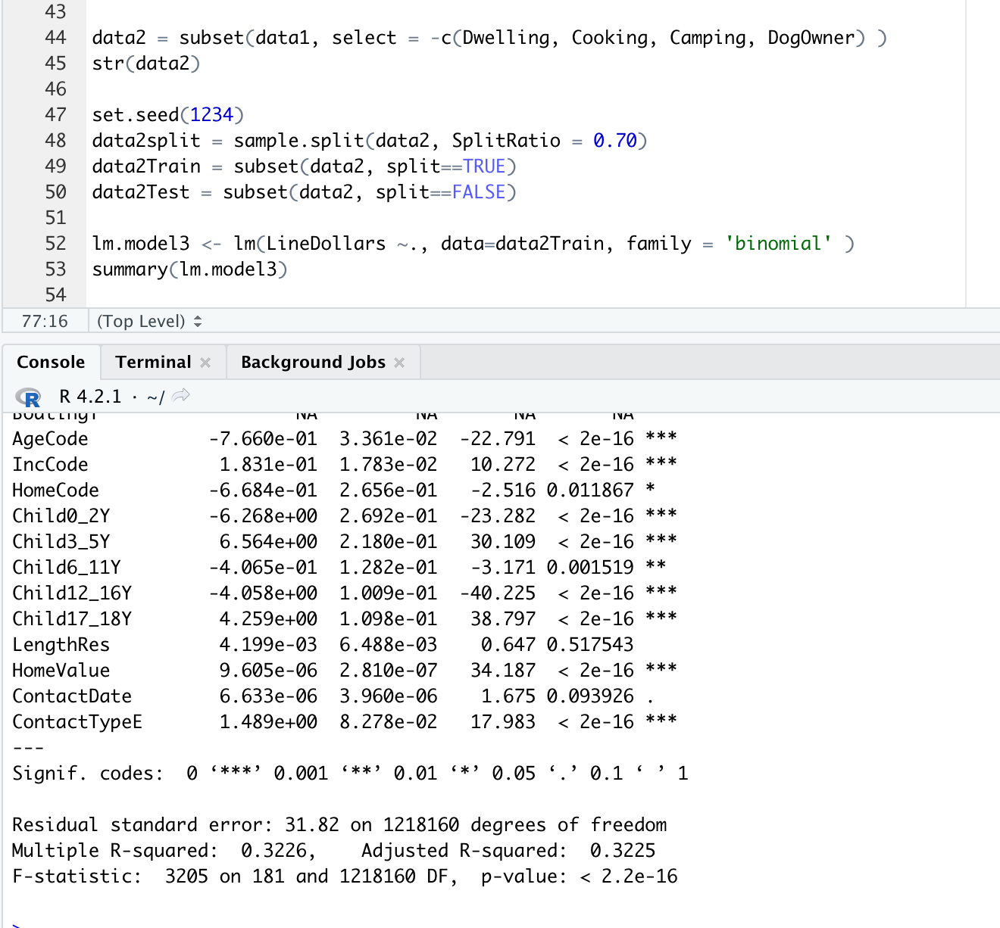 43
44 data2 = subset(data1, select = -c(Dwelling, Cooking, Camping, DogOwner) )
45 str(data2)
46
47 set.seed(1234)
48 data2split = sample.split(data2, SplitRatio = 0.70)
49 data2Train = subset(data2, split==TRUE)
50 data2Test = subset(data2, split==FALSE)
51
52 lm.model3 <- lm(LineDollars ~., data=data2Train, family = 'binomial' )
53 summary(lm.model3)
54
77:16 (Top Level)
Console Terminal Background Jobs
R 4.2.1 · ~/
BoatingY NA NA NA NA
AgeCode -7.660e-01 3.361e-02 -22.791 < 2e-16 ***
IncCode 1.831e-01 1.783e-02 10.272 < 2e-16 ***
HomeCode -6.684e-01 2.656e-01 -2.516 0.011867 *
Child0_2Y -6.268e+00 2.692e-01 -23.282 < 2e-16 ***
Child3_5Y 6.564e+00 2.180e-01 30.109 < 2e-16 ***
Child6_11Y -4.065e-01 1.282e-01 -3.171 0.001519 **
Child12_16Y -4.058e+00 1.009e-01 -40.225 < 2e-16 ***
Child17_18Y 4.259e+00 1.098e-01 38.797 < 2e-16 ***
LengthRes 4.199e-03 6.488e-03 0.647 0.517543
HomeValue 9.605e-06 2.810e-07 34.187 < 2e-16 ***
ContactDate 6.633e-06 3.960e-06 1.675 0.093926 .
ContactTypeE 1.489e+00 8.278e-02 17.983 < 2e-16 ***
---
Signif. codes: 0 ‘***’ 0.001 ‘**’ 0.01 ‘*’ 0.05 ‘.’ 0.1 ‘ ’ 1
Residual standard error: 31.82 on 1218160 degrees of freedom
Multiple R-squared: 0.3226, Adjusted R-squared: 0.3225
F-statistic: 3205 on 181 and 1218160 DF, p-value: < 2.2e-16
>